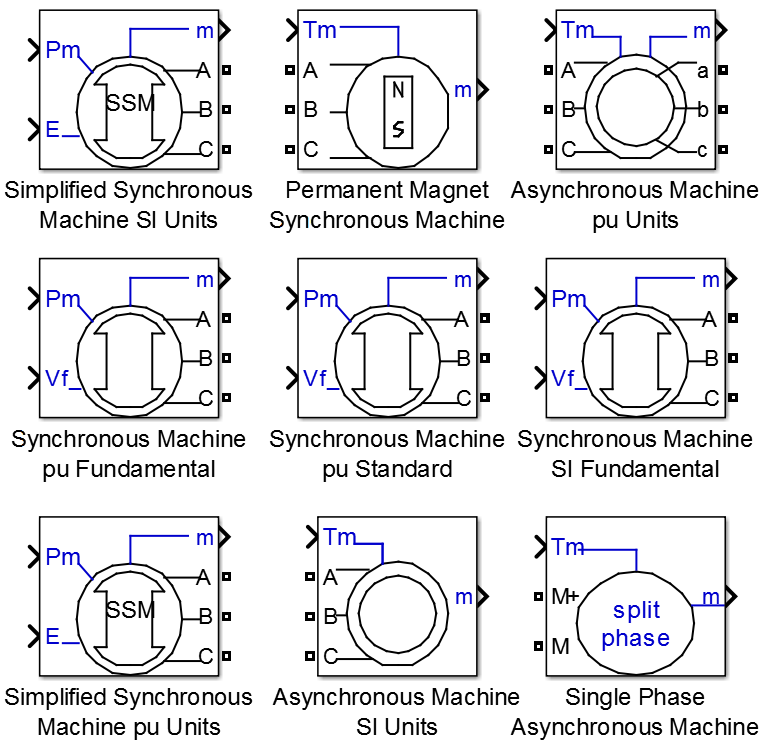 Pm
m
SSM
A
B
E
C
Simplified Synchronous
Machine SI Units
Tm
A
N
B
m
S
C
Permanent Magnet
Synchronous Machine
Tm
m
A
a
B
b
C
c
Asynchronous Machine
pu Units
Pm
m
A
B
Vf
C
Synchronous Machine
pu Fundamental
Pm
m
A
B
Vf
C
Synchronous Machine
pu Standard
Pm
m
A
B
Vf
C
Synchronous Machine
SI Fundamental
Pm
m
A
SSM
B
E
C
Simplified Synchronous
Machine pu Units
Tm
A
m
B
C
Asynchronous Machine
SI Units
Tm
M+
m
split
phase
M
Single Phase
Asynchronous Machine